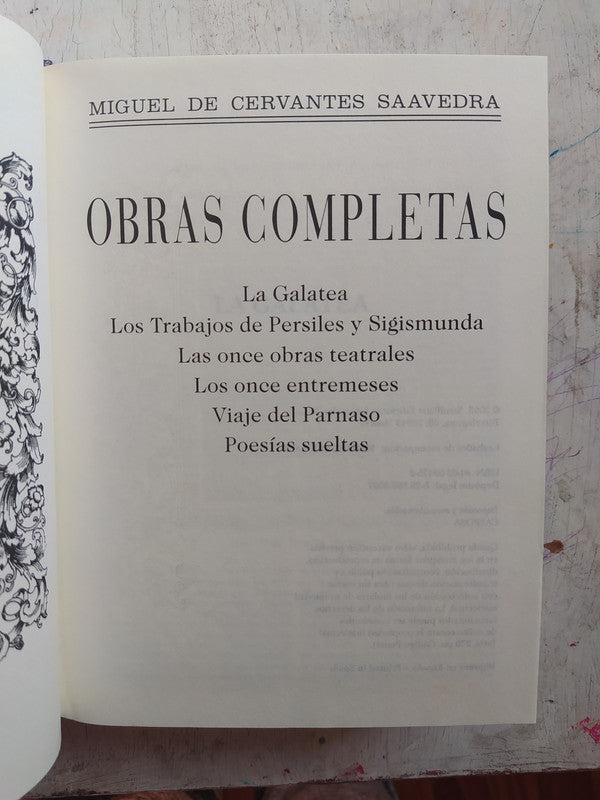 MIGUEL DE CERVANTES SAAVEDRA
OBRAS COMPLETAS
La Galatea
Los Trabajos de Persiles y Sigismunda
Las once obras teatrales
Los once entremeses
Viaje del Parnaso
Poesías sueltas